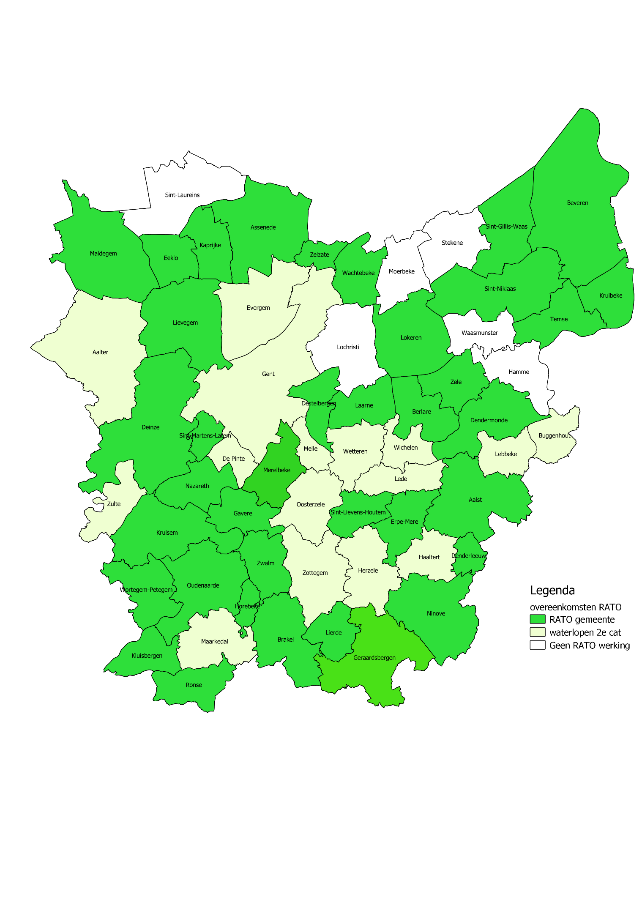 Beveren
Sint-Laureins
Sint-Gillis-Waas
Assenede
Stekene
Kaprijke
Maldegem
Zelzate
Eeklo
Wachtebeke
Moerbeke
Sint-Niklaas
Kruibeke
Evergem
Temse
Lievegem
Waasmunster
Lokeren
Lochristi
Aalter
Hamme
Gent
Zele
Destelbergen
Laarne
Berlare
Dendermonde
Deinze
Sint-Martens-Latem
Buggenhout
Melle
Wetteren
Wichelen
Lebbeke
De Pinte
Merelbeke
Lede
Nazareth
Aalst
Zulte
Oosterzele
Gavere
Sint-Lievens-Houtem
Erpe-Mere
Kruisem
Haaltert
Denderleeuw
Zwalm
Zottegem
Herzele
Oudenaarde
Wortegem-Petegem
Horebeke
Ninove
Lierde
Maarkedal
Brakel
Kluisbergen
Geraardsbergen
Ronse
Legenda
overeenkomsten RATO
RATO gemeente
waterlopen 2e cat
Geen RATO werking